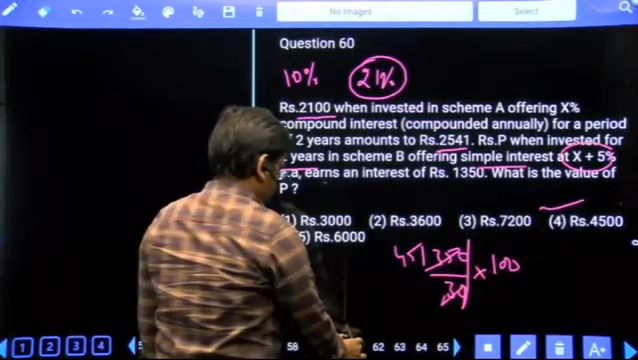 No Images
Select
Question 60
10%
21%
Rs.2100 when invested in scheme A offering X%
compound interest (compounded annually) for a period
of 2 years amounts to Rs.2541. Rs.P when invested for
years in scheme B offering simple interest at X + 5%
p.a, earns an interest of Rs. 1350. What is the value of
P ?
(1) Rs.3000 (2) Rs.3600 (3) Rs.7200 (4) Rs.4500
5) Rs.6000
× 100
1 2 3 4
58
62 63 64 65
A+